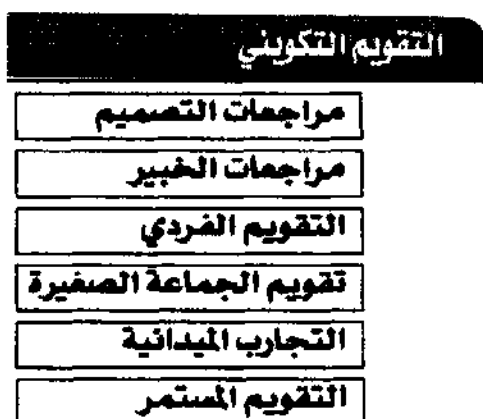 التقويم التكويني
مراجعات التصميم
مراجعات الخبير
التقويم الفردي
تقويم الجماعة الصغيرة
التجارب الميدانية
التقويم المستمر